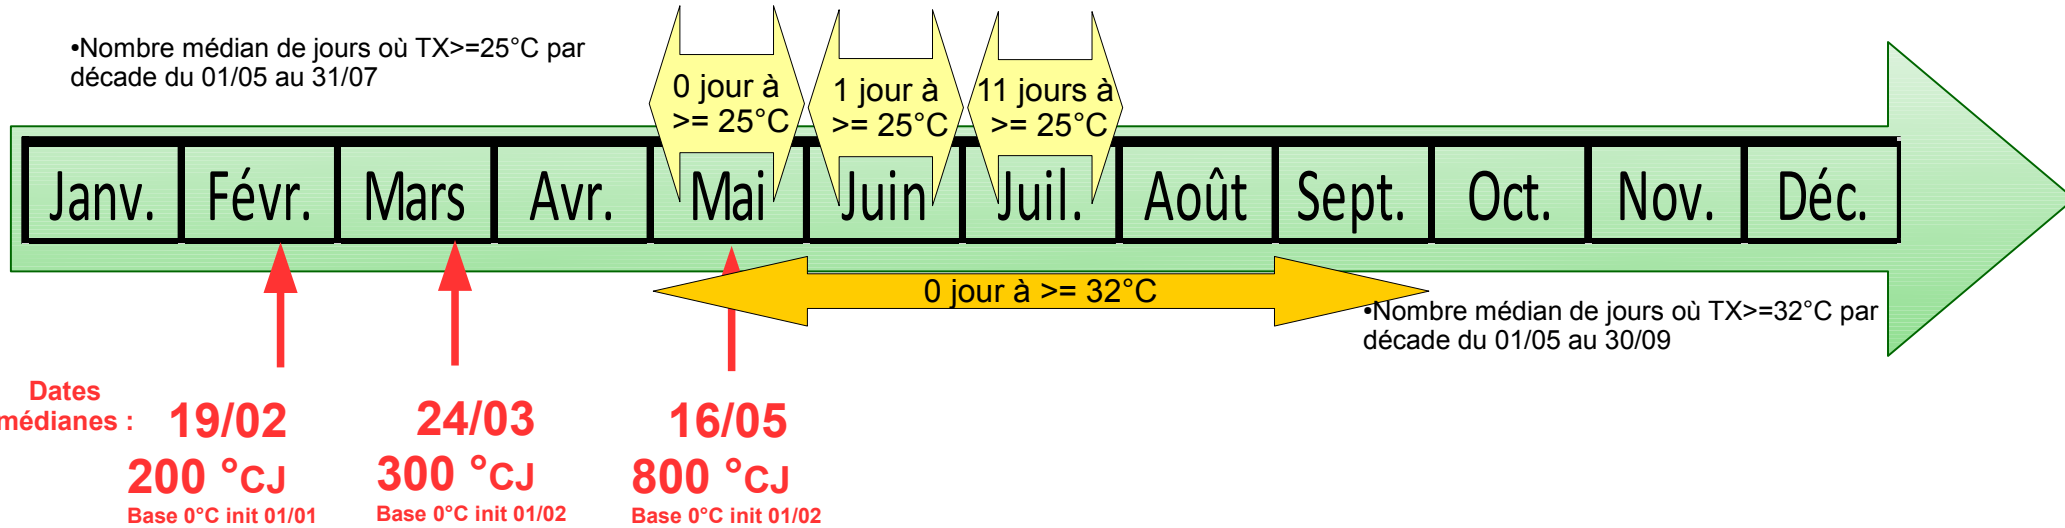 •Nombre médian de jours où TX>=25°C par
décade du 01/05 au 31/07
0 jour à
>= 25°C
1 jour à
>= 25°C
11 jours à
>= 25°C
Janv.
Févr.
Mars
Avr.
Mai
Juin
Juil.
Août
Sept.
Oct.
Nov.
Déc.
0 jour à >= 32°C
•Nombre médian de jours où TX>=32°C par
décade du 01/05 au 30/09
Dates
médianes :
19/02
200 °CJ
Base 0°C init 01/01
24/03
300 °CJ
Base 0°C init 01/02
16/05
800 °CJ
Base 0°C init 01/02